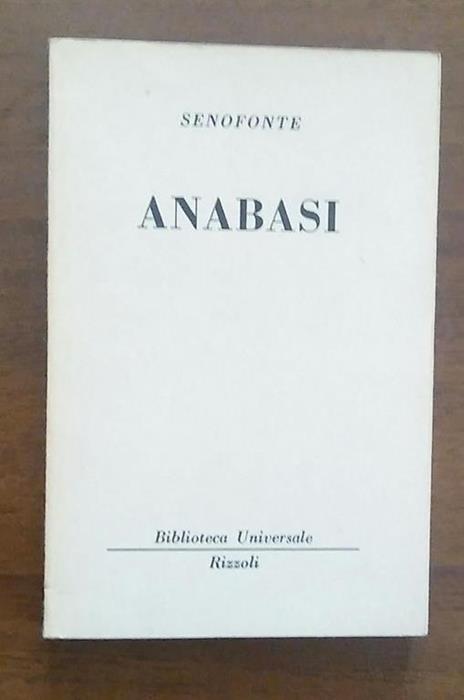 SENOFONTE
ANABASI
Biblioteca Universale
Rizzoli